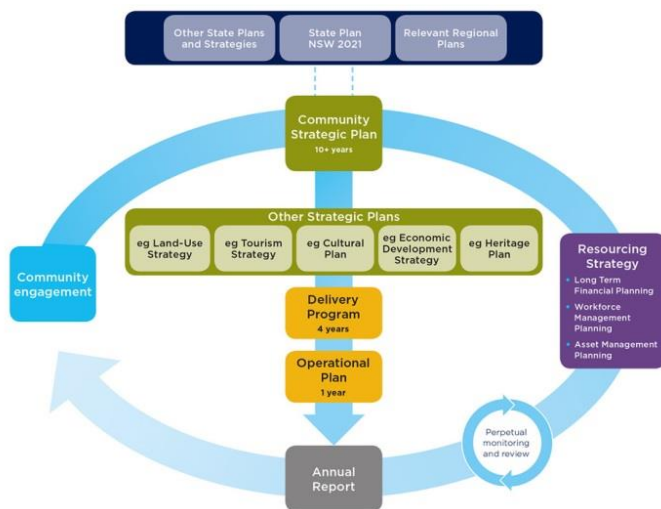 Other State Plans
and Strategies
State Plan
NSW 2021
Relevant Regional
Plans
Community
Strategic Plan
10+ years
Other Strategic Plans
eg Land-Use
Strategy
eg Tourism
Strategy
eg Cultural
Plan
eg Economic
Development
Strategy
eg Heritage
Plan
Community
engagement
Resourcing
Strategy
• Long Term
Financial Planning
• Workforce
Management
Planning
• Asset Management
Planning
Delivery
Program
4 years
Operational
Plan
1 year
Perpetual
monitoring
and review
Annual
Report